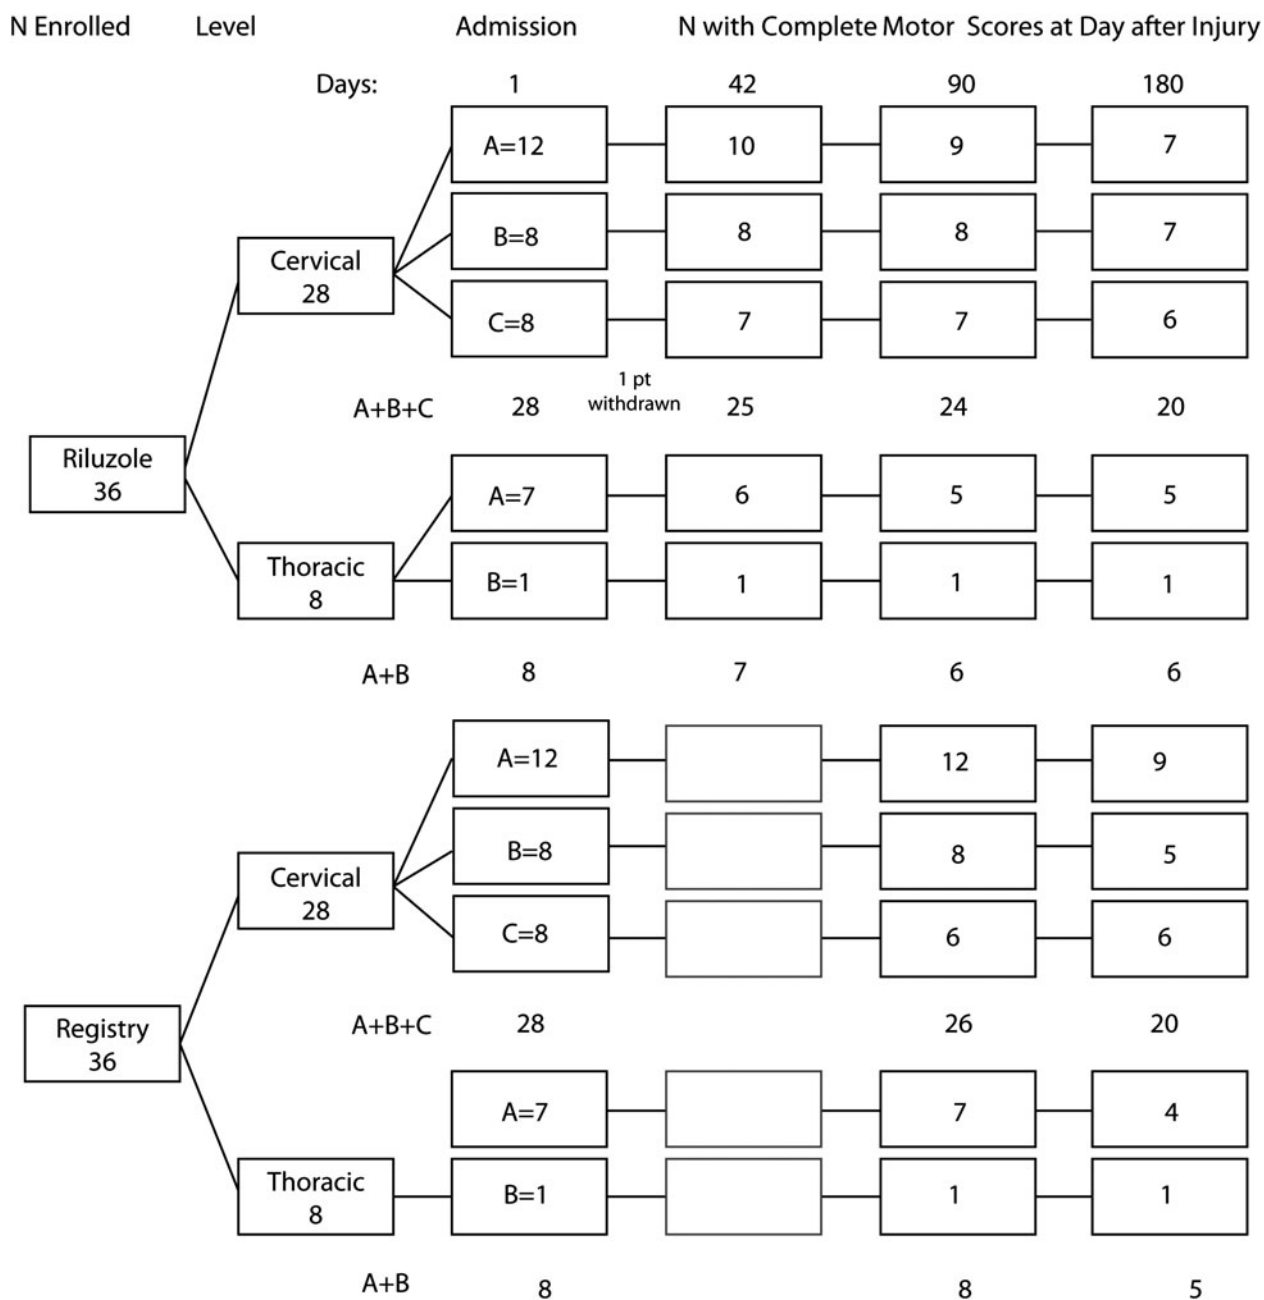 N Enrolled Level Admission N with Complete Motor Scores at Day after Injury
Days: 1 42 90 180
A=12 10 9 7
B=8 8 8 7
Cervical
28
C=8 7 7 6
1 pt
withdrawn
A+B+C 28 25 24 20
Riluzole
36
A=7 6 5 5
Thoracic
8
B=1 1 1 1
A+B 8 7 6 6
A=12 12 9
B=8 8 5
Cervical
28
C=8 6 6
A+B+C 28 26 20
Registry
36
A=7 7 4
Thoracic
8
B=1 1 1
A+B 8 8 5